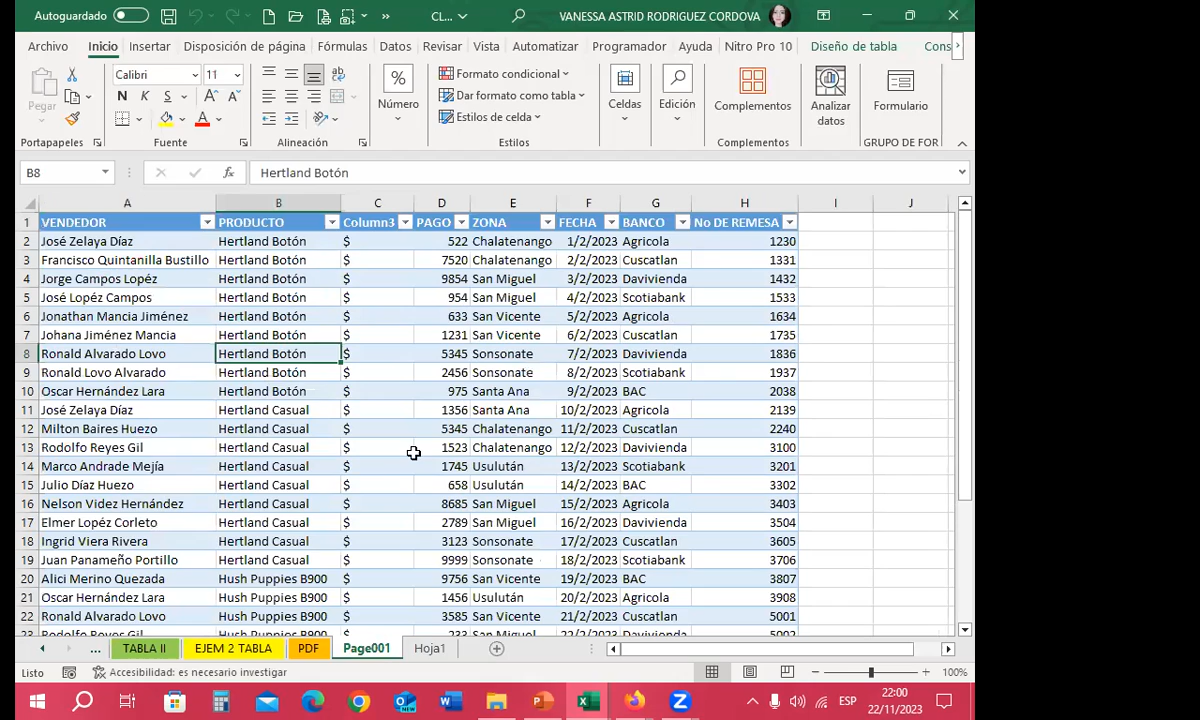 Autoguardado » CL... VANESSA ASTRID RODRIGUEZ CORDOVA
Archivo Inicio Insertar Disposición de página Fórmulas Datos Revisar Vista Automatizar Programador Ayuda Nitro Pro 10 Diseño de tabla Cons
Pegar Calibri 11 % Número Formato condicional Celdas Edición Complementos Analizar datos Formulario
N K S A A Dar formato como tabla
A Estilos de celda
Portapapeles Fuente Alineación Estilos Complementos GRUPO DE FOR
B8 fx Hertland Botón
A B C D E F G H I J
1 VENDEDOR PRODUCTO Column3 PAGO ZONA FECHA BANCO No DE REMESA
2 José Zelaya Díaz Hertland Botón $ 522 Chalatenango 1/2/2023 Agricola 1230
3 Francisco Quintanilla Bustillo Hertland Botón $ 7520 Chalatenango 2/2/2023 Cuscatlan 1331
4 Jorge Campos Lopéz Hertland Botón $ 9854 San Miguel 3/2/2023 Davivienda 1432
5 José Lopéz Campos Hertland Botón $ 954 San Miguel 4/2/2023 Scotiabank 1533
6 Jonathan Mancia Jiménez Hertland Botón $ 633 San Vicente 5/2/2023 Agricola 1634
7 Johana Jiménez Mancia Hertland Botón $ 1231 San Vicente 6/2/2023 Cuscatlan 1735
8 Ronald Alvarado Lovo Hertland Botón $ 5345 Sonsonate 7/2/2023 Davivienda 1836
9 Ronald Lovo Alvarado Hertland Botón $ 2456 Sonsonate 8/2/2023 Scotiabank 1937
10 Oscar Hernández Lara Hertland Botón $ 975 Santa Ana 9/2/2023 BAC 2038
11 José Zelaya Díaz Hertland Casual $ 1356 Santa Ana 10/2/2023 Agricola 2139
12 Milton Baires Huezo Hertland Casual $ 5345 Chalatenango 11/2/2023 Cuscatlan 2240
13 Rodolfo Reyes Gil Hertland Casual $ 1523 Chalatenango 12/2/2023 Davivienda 3100
14 Marco Andrade Mejía Hertland Casual $ 1745 Usulután 13/2/2023 Scotiabank 3201
15 Julio Díaz Huezo Hertland Casual $ 658 Usulután 14/2/2023 BAC 3302
16 Nelson Videz Hernández Hertland Casual $ 8685 San Miguel 15/2/2023 Agricola 3403
17 Elmer Lopéz Corleto Hertland Casual $ 2789 San Miguel 16/2/2023 Davivienda 3504
18 Ingrid Viera Rivera Hertland Casual $ 3123 Sonsonate 17/2/2023 Cuscatlan 3605
19 Juan Panameño Portillo Hertland Casual $ 9999 Sonsonate 18/2/2023 Scotiabank 3706
20 Alici Merino Quezada Hush Puppies B900 $ 9756 San Vicente 19/2/2023 BAC 3807
21 Oscar Hernández Lara Hush Puppies B900 $ 1456 Usulután 20/2/2023 Agricola 3908
22 Ronald Alvarado Lovo Hush Puppies B900 $ 3585 San Vicente 21/2/2023 Cuscatlan 5001
23 Rodolfo Reyes Gil Hush Puppies B900 $ 233 San Miguel 22/2/2023 Davivienda 5002
... TABLA II EJEM 2 TABLA PDF Page001 Hoja1
Listo Accesibilidad: es necesario investigar 100%
ESP 22:00
22/11/2023